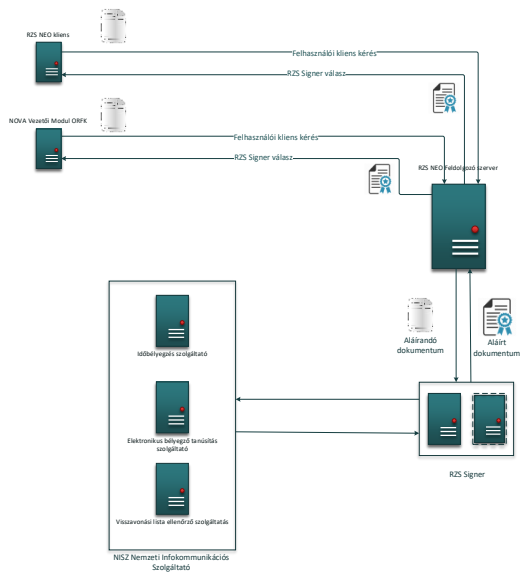 RZS NEO kliens
Felhasználói kliens kérés
RZS Signer válasz
NOVA Vezetői Modul ORFK
Felhasználói kliens kérés
RZS Signer válasz
RZS NEO Feldolgozó szerver
Aláírandó
dokumentum
Aláírt
dokumentum
Időbélyegzés szolgáltató
Elektronikus bélyegző tanúsítás
szolgáltató
Visszavonási lista ellenőrző szolgáltatás
RZS Signer
NISZ Nemzeti Infokommunikációs
Szolgáltató